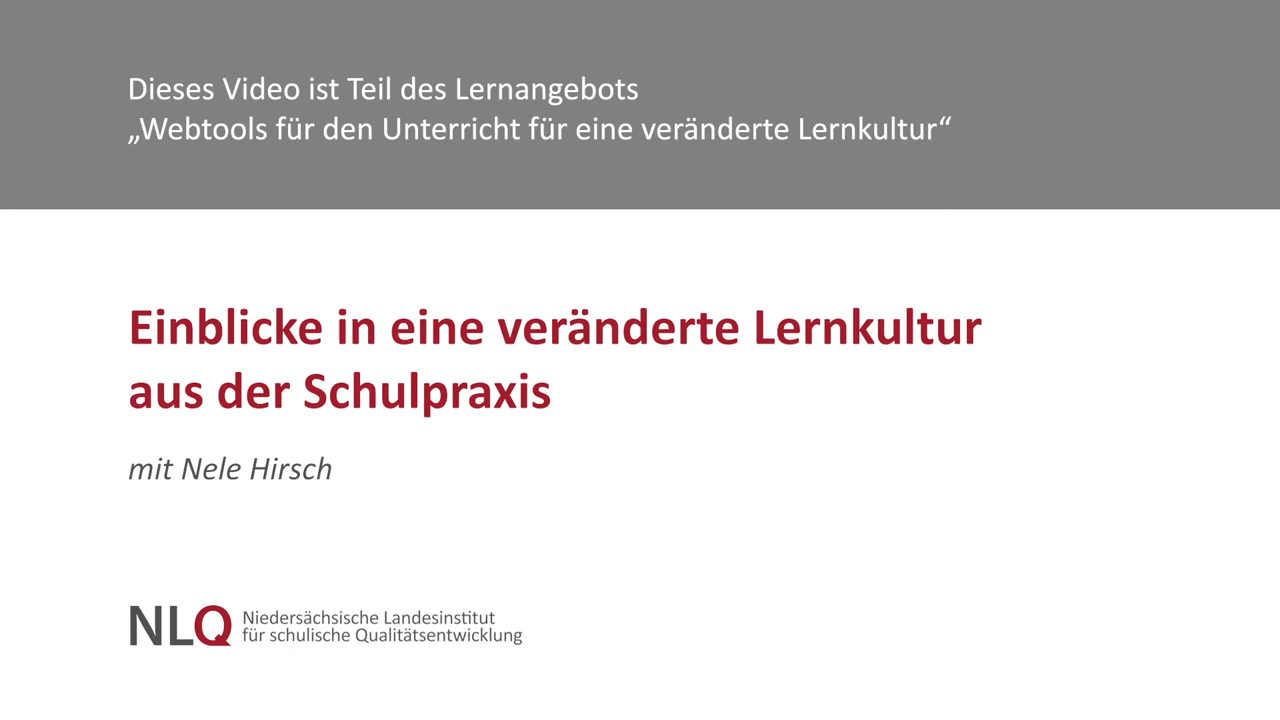 Dieses Video ist Teil des Lernangebots
„Webtools für den Unterricht für eine veränderte Lernkultur“
Einblicke in eine veränderte Lernkultur
aus der Schulpraxis
mit Nele Hirsch
NLQ Niedersächsische Landesinstitut
für schulische Qualitätsentwicklung